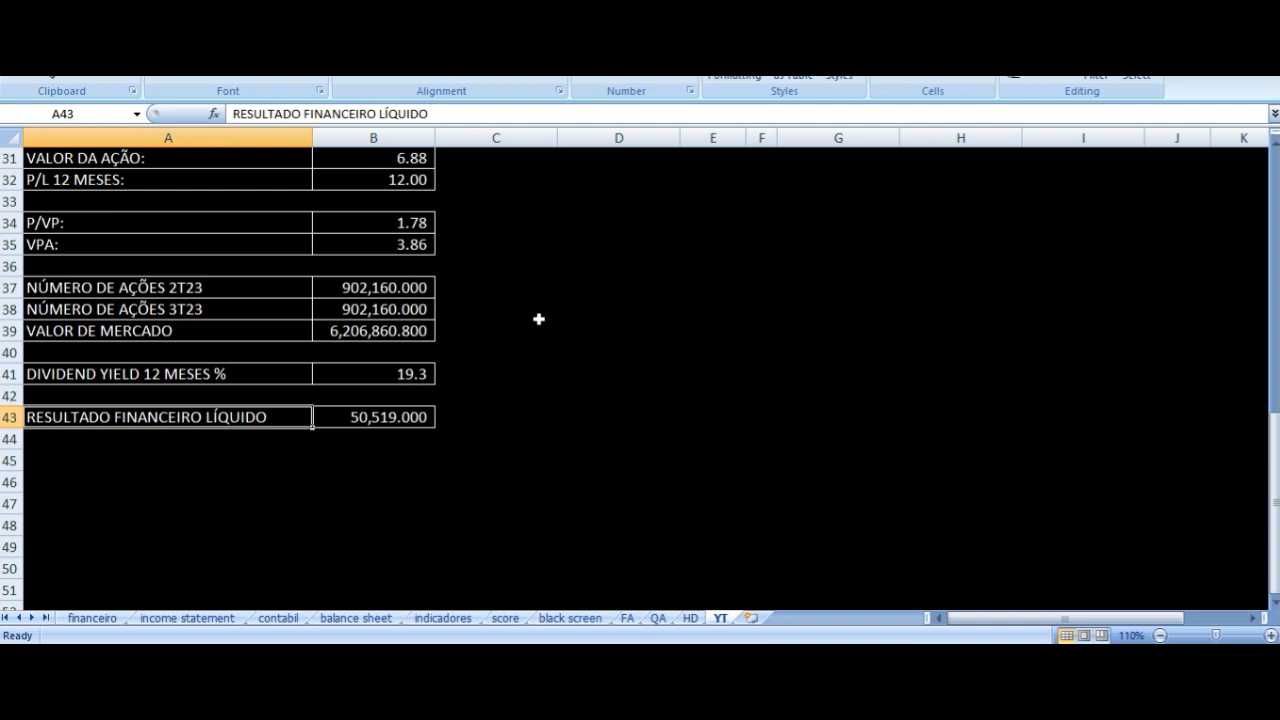 Clipboard Font Alignment Number Styles Cells Editing
A43 fx RESULTADO FINANCEIRO LÍQUIDO
A B C D E F G H I J K
31 VALOR DA AÇÃO: 6.88
32 P/L 12 MESES: 12.00
33
34 P/VP: 1.78
35 VPA: 3.86
36
37 NÚMERO DE AÇÕES 2T23 902,160.000
38 NÚMERO DE AÇÕES 3T23 902,160.000
39 VALOR DE MERCADO 6,206,860.800
40
41 DIVIDEND YIELD 12 MESES % 19.3
42
43 RESULTADO FINANCEIRO LÍQUIDO 50,519.000
44
45
46
47
48
49
50
51
financeiro income statement contabil balance sheet indicadores score black screen FA QA HD YT
Ready 110%